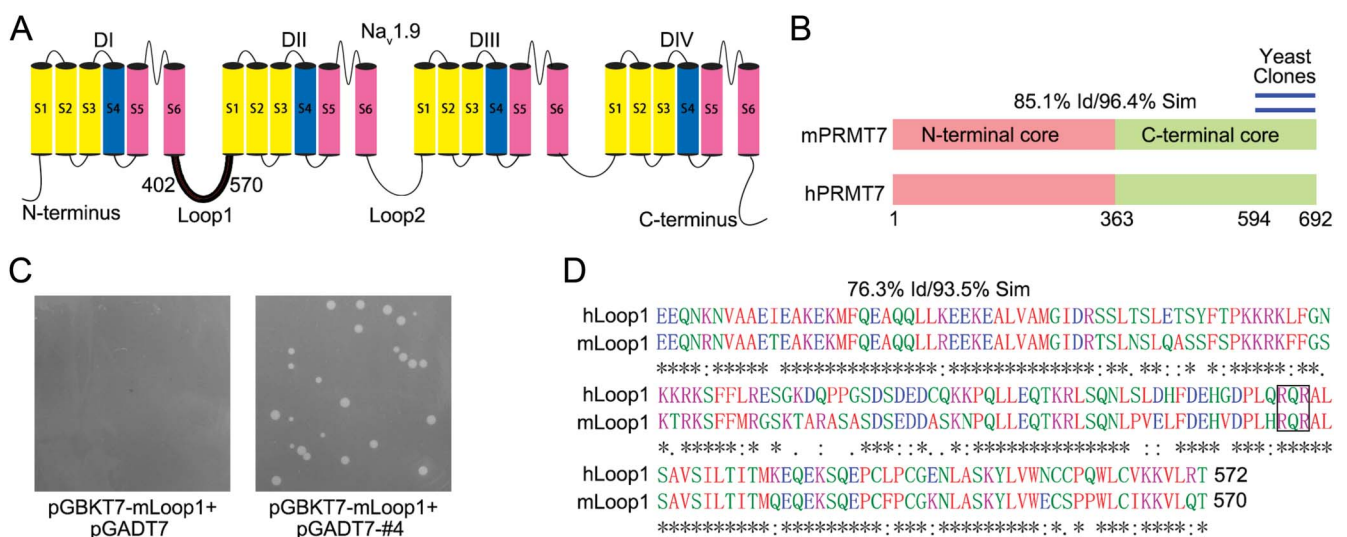 A
Nav1.9
DI
DII
DIII
DIV
S1 S2 S3 S4 S5 S6
S1 S2 S3 S4 S5 S6
S1 S2 S3 S4 S5 S6
S1 S2 S3 S4 S5 S6
402
570
N-terminus
Loop1
Loop2
C-terminus
B
Yeast
Clones
85.1% Id/96.4% Sim
mPRMT7
N-terminal core
C-terminal core
hPRMT7
1
363
594
692
C
pGBKT7-mLoop1+
pGADT7
pGBKT7-mLoop1+
pGADT7-#4
D
76.3% Id/93.5% Sim
hLoop1 EEQNKNVAAEIEAKEKMFQEAQQLLKEEKEALVAMGIDRSSLTSLETSYFTPKKRKLFGN
mLoop1 EEQNRNVAAETEAKEKMFQEAQQLLREEKEALVAMGIDRTSLNSLQASSFSPKKRKFFGS
****:***** **************:*************:**.**::* *:*****:**.
hLoop1 KKRKSFFLRESGKDQPPGSDSDEDCQKKPQLLEQTKRLSQNLSLDHFDEHGDPLQRQRAL
mLoop1 KTRKSFFMRGSKTARASASDSEDDASKNPQLLEQTKRLSQNLPVELFDEHVDPLHRQRAL
*.*****:* * . : .***::*..*:************** :: **** ***:*****
hLoop1 SAVSILTITMKEQEKSQEPCLPCGENLASKYLVWNCCPQWLCVKKVLRT 572
mLoop1 SAVSILTITMQEQEKSQEPCFPCGKNLASKYLVWECSPPWLCIKKVLQT 570
**********:*********:***:*********:*.* ***:****:*